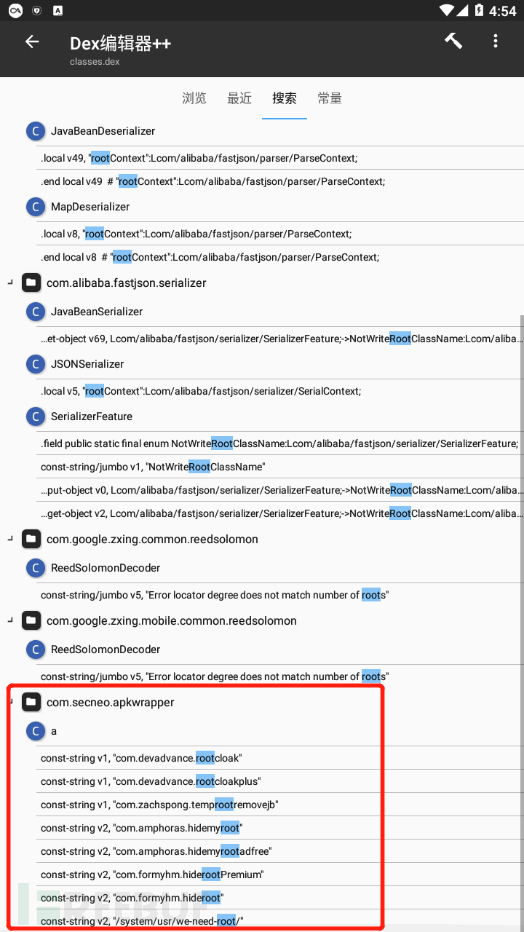 4:54
Dex编辑器++
classes.dex
浏览 最近 搜索 常量
C JavaBeanDeserializer
.local v49, "rootContext":Lcom/alibaba/fastjson/parser/ParseContext;
.end local v49 # "rootContext":Lcom/alibaba/fastjson/parser/ParseContext;
C MapDeserializer
.local v8, "rootContext":Lcom/alibaba/fastjson/parser/ParseContext;
.end local v8 # "rootContext":Lcom/alibaba/fastjson/parser/ParseContext;
com.alibaba.fastjson.serializer
C JavaBeanSerializer
...et-object v69, Lcom/alibaba/fastjson/serializer/SerializerFeature;->NotWriteRootClassName:Lcom/aliba...
C JSONSerializer
.local v5, "rootContext":Lcom/alibaba/fastjson/serializer/SerialContext;
C SerializerFeature
.field public static final enum NotWriteRootClassName:Lcom/alibaba/fastjson/serializer/SerializerFeature;
const-string/jumbo v1, "NotWriteRootClassName"
...put-object v0, Lcom/alibaba/fastjson/serializer/SerializerFeature;->NotWriteRootClassName:Lcom/aliba...
...get-object v2, Lcom/alibaba/fastjson/serializer/SerializerFeature;->NotWriteRootClassName:Lcom/aliba...
com.google.zxing.common.reedsolomon
C ReedSolomonDecoder
const-string/jumbo v5, "Error locator degree does not match number of roots"
com.google.zxing.mobile.common.reedsolomon
C ReedSolomonDecoder
const-string/jumbo v5, "Error locator degree does not match number of roots"
com.secneo.apkwrapper
C a
const-string v1, "com.devadvance.rootcloak"
const-string v1, "com.devadvance.rootcloakplus"
const-string v1, "com.zachspong.temprootremovejb"
const-string v2, "com.amphoras.hidemyroot"
const-string v2, "com.amphoras.hidemyrootadfree"
const-string v2, "com.formyhm.hiderootPremium"
const-string v2, "com.formyhm.hideroot"
const-string v2, "/system/usr/we-need-root/"